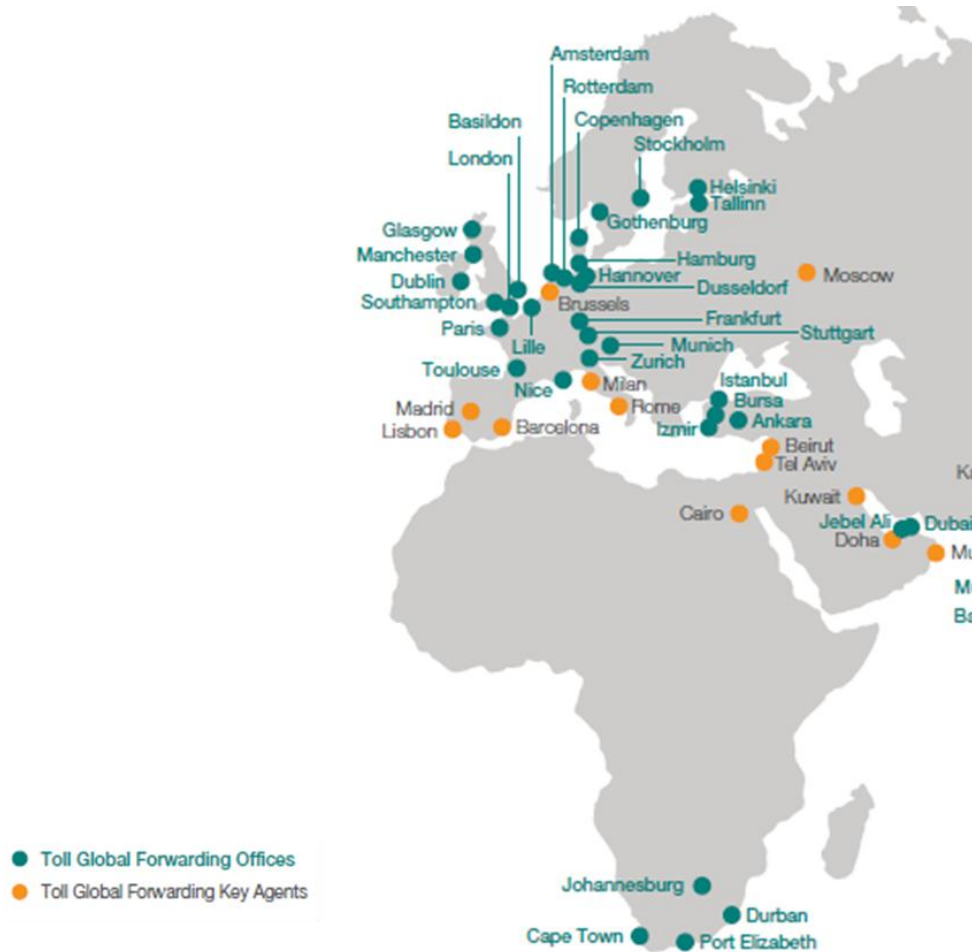 Amsterdam
Rotterdam
Basildon
Copenhagen
London
Stockholm
Helsinki
Tallinn
Gothenburg
Glasgow
Manchester
Hamburg
Dublin
Hannover
Moscow
Southampton
Dusseldorf
Brussels
Paris
Frankfurt
Lille
Stuttgart
Munich
Toulouse
Zurich
Nice
Milan
Istanbul
Madrid
Rome
Bursa
Lisbon
Barcelona
Izmir
Ankara
Beirut
Tel Aviv
Kuwait
Cairo
Jebel Ali
Dubai
Doha
Toll Global Forwarding Offices
Toll Global Forwarding Key Agents
Johannesburg
Durban
Cape Town
Port Elizabeth